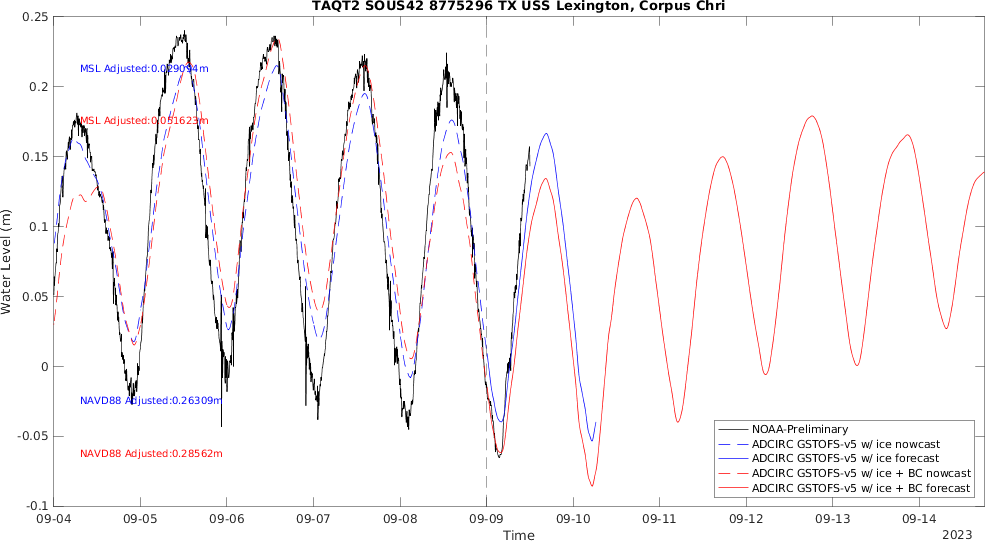 TAQT2 SOUS42 8775296 TX USS Lexington, Corpus Chri
0.25
0.2
0.15
0.1
0.05
0
-0.05
-0.1
Water Level (m)
MSL Adjusted:0.029094m
MSL Adjusted:0.051623m
NAVD88 Adjusted:0.26309m
NAVD88 Adjusted:0.28562m
NOAA-Preliminary
ADCIRC GSTOFS-v5 w/ ice nowcast
ADCIRC GSTOFS-v5 w/ ice forecast
ADCIRC GSTOFS-v5 w/ ice + BC nowcast
ADCIRC GSTOFS-v5 w/ ice + BC forecast
09-04 09-05 09-06 09-07 09-08 09-09 09-10 09-11 09-12 09-13 09-14
Time
2023